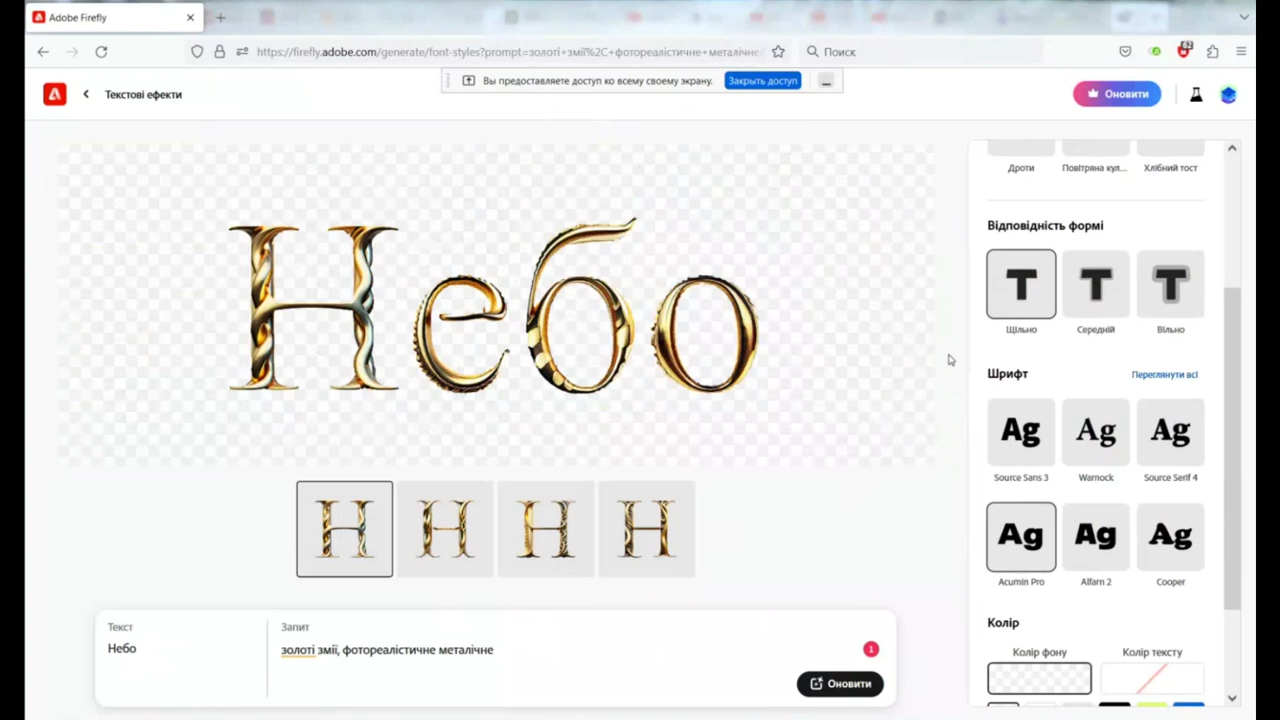 Adobe Firefly
https://firefly.adobe.com/generate/font-styles?prompt=золоті+змії%2C+фотореалістичне+металічне
Поиск
Вы предоставляете доступ ко всему своему экрану.
Закрыть доступ
Текстові ефекти
Оновити
Небо
Дроти
Повітряна кул...
Хлібний тост
Відповідність формі
T
T
T
Щільно
Середній
Вільно
Шрифт
Переглянути всі
Ag
Ag
Ag
Source Sans 3
Warnock
Source Serif 4
Ag
Ag
Ag
Acumin Pro
Alfarn 2
Cooper
Колір
Колір фону
Колір тексту
Н
Н
Н
Н
Текст
Небо
Запит
золоті змії, фотореалістичне металічне
1
Оновити